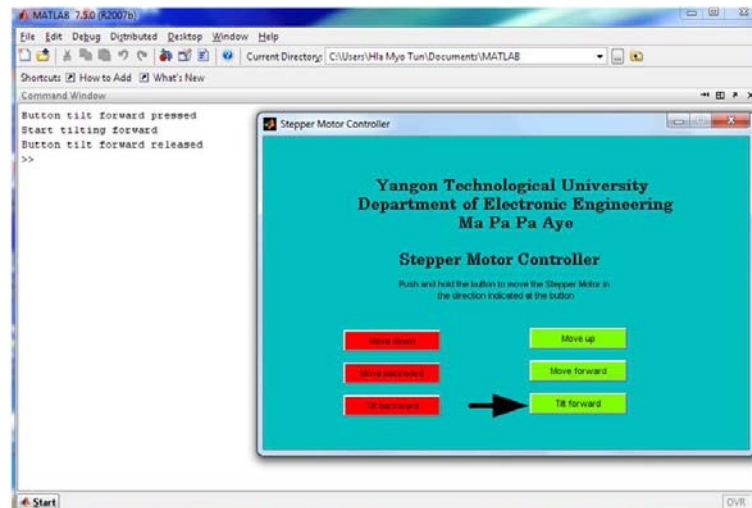 MATLAB 7.5.0 (R2007b)
File Edit Debug Distributed Desktop Window Help
Current Directory: C:\Users\Hla Myo Tun\Documents\MATLAB
Shortcuts How to Add What's New
Command Window
Button tilt forward pressed
Start tilting forward
Button tilt forward released
>>
Stepper Motor Controller
Yangon Technological University
Department of Electronic Engineering
Ma Pa Pa Aye
Stepper Motor Controller
Push and hold the button to move the Stepper Motor in
the direction indicated at the button
Move down
Move up
Move backward
Move forward
Tilt backward
Tilt forward
Start
OVR